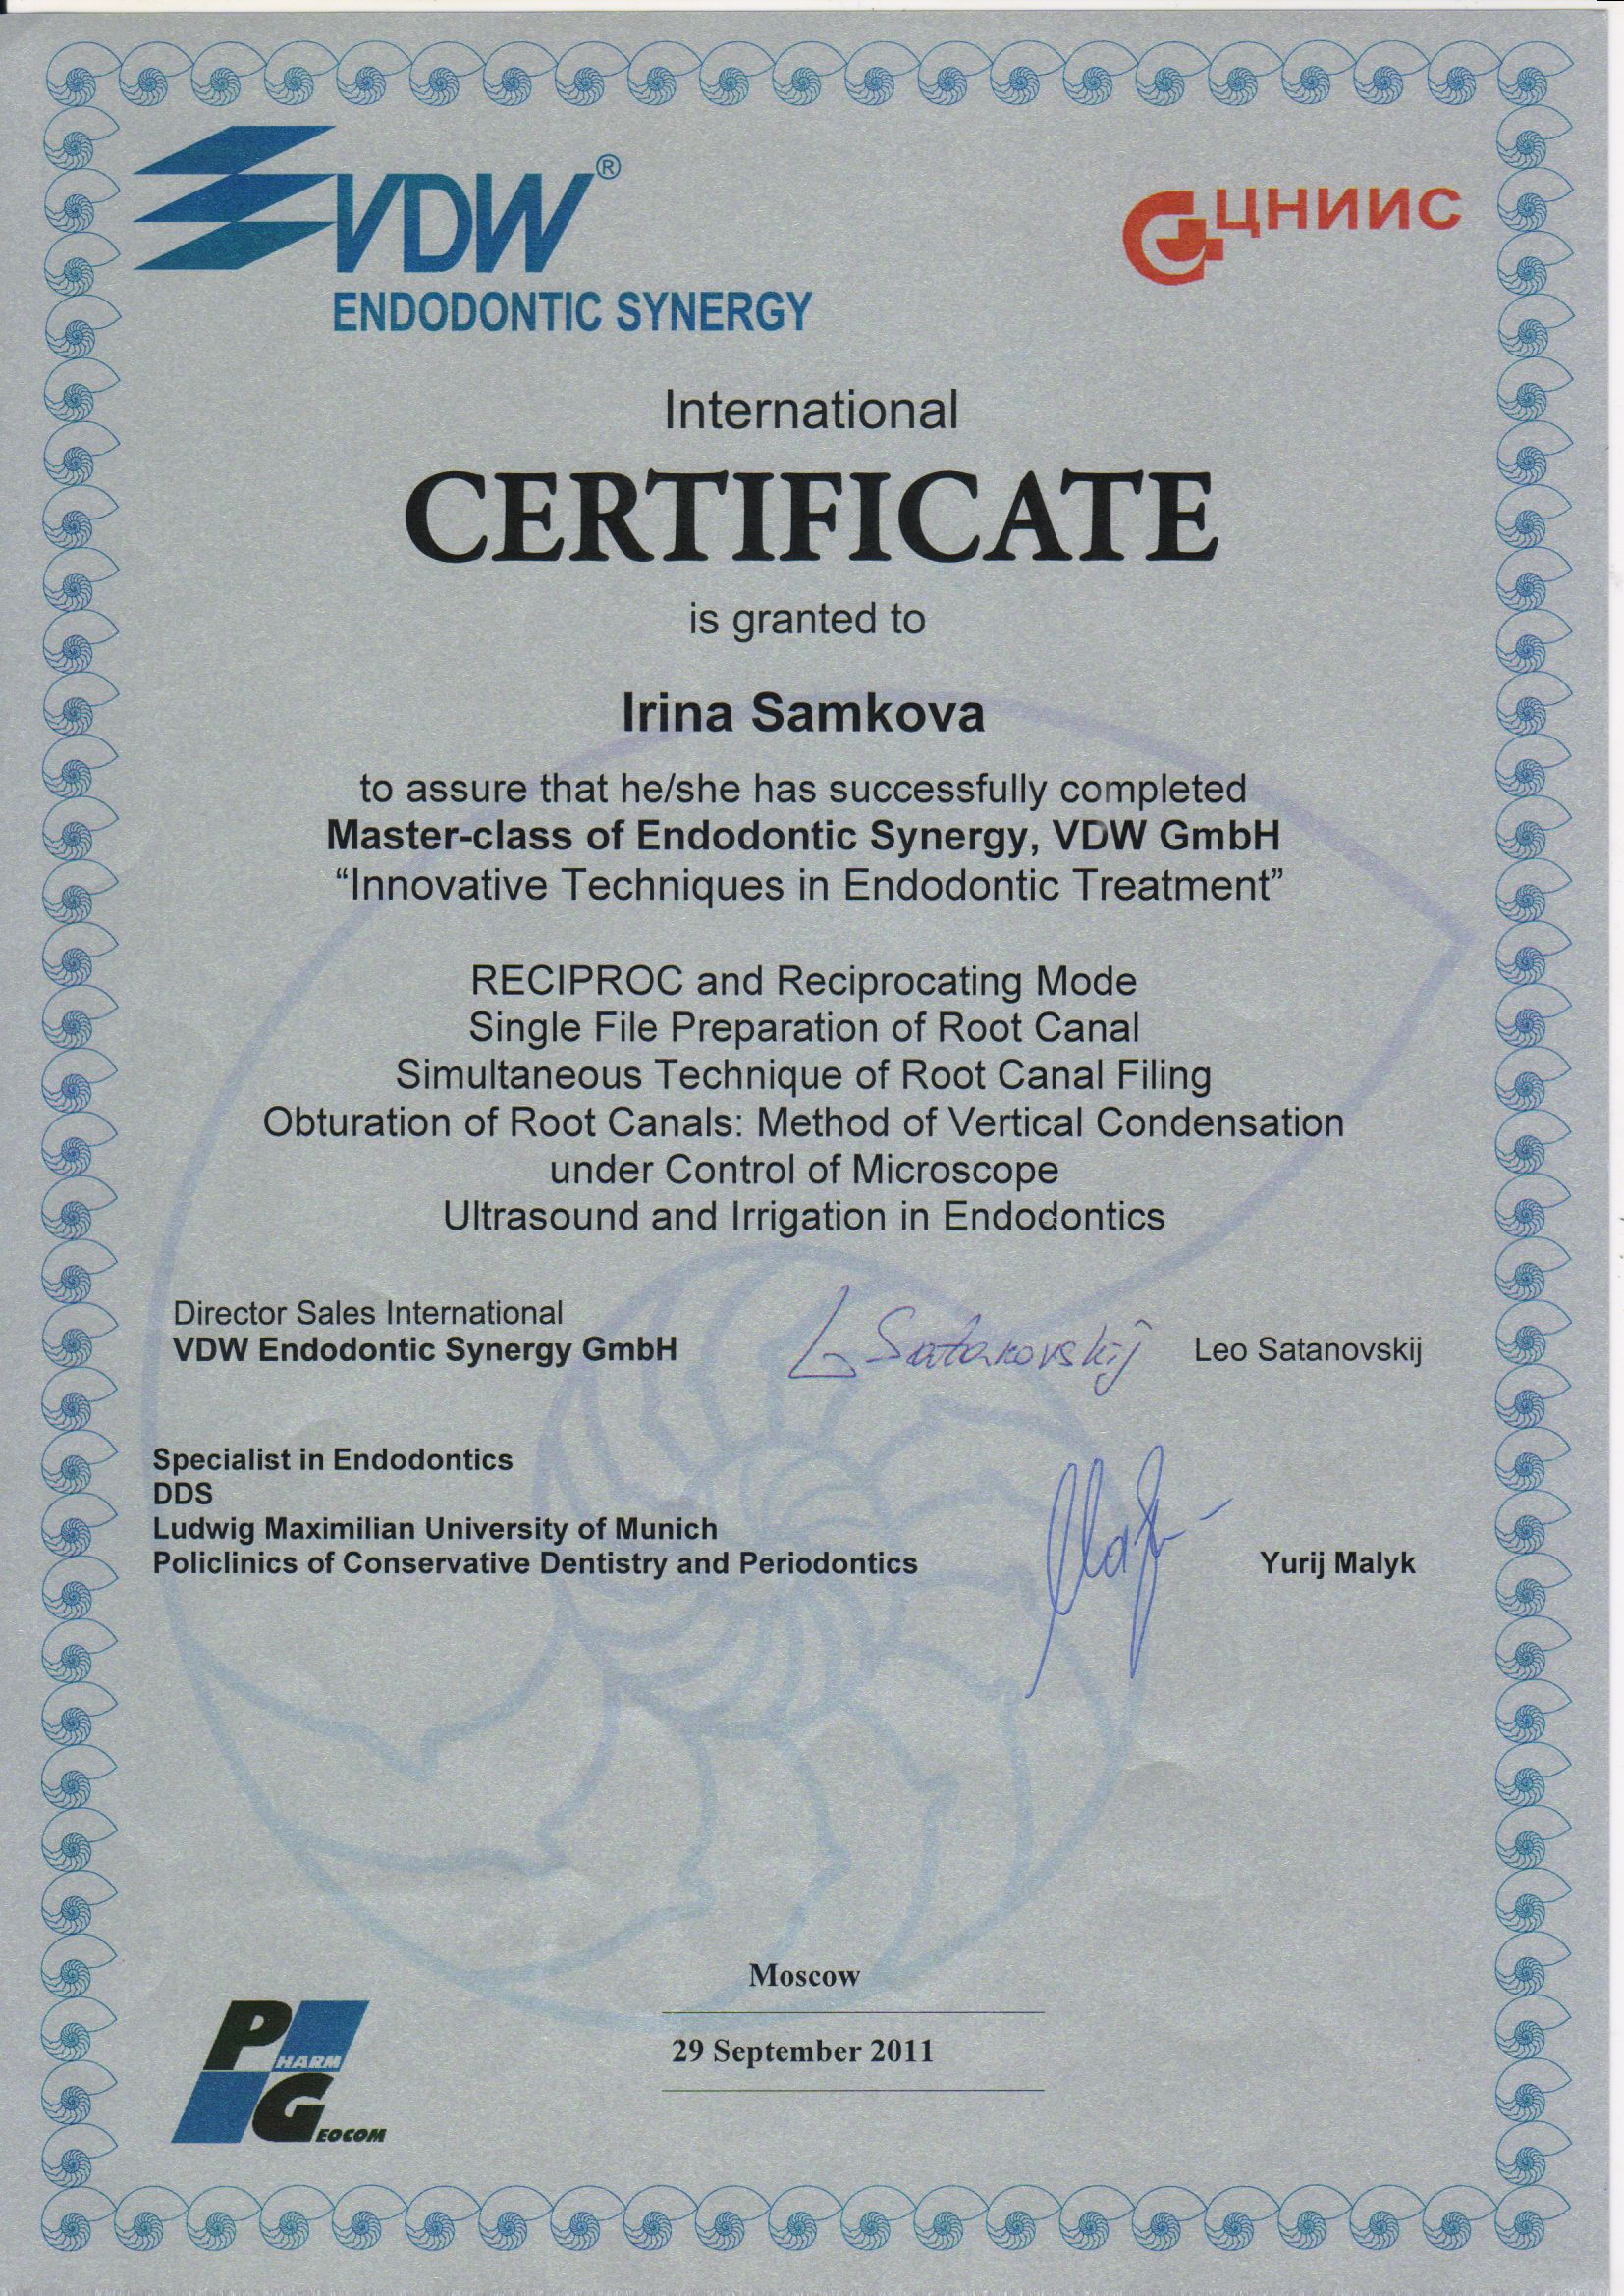 VDW®
ENDODONTIC SYNERGY
ЦНИИС
International
CERTIFICATE
is granted to
Irina Samkova
to assure that he/she has successfully completed
Master-class of Endodontic Synergy, VDW GmbH
“Innovative Techniques in Endodontic Treatment”
RECIPROC and Reciprocating Mode
Single File Preparation of Root Canal
Simultaneous Technique of Root Canal Filing
Obturation of Root Canals: Method of Vertical Condensation
under Control of Microscope
Ultrasound and Irrigation in Endodontics
Director Sales International
VDW Endodontic Synergy GmbH
L Satanovskij
Leo Satanovskij
Specialist in Endodontics
DDS
Ludwig Maximilian University of Munich
Policlinics of Conservative Dentistry and Periodontics
Yurij Malyk
Moscow
29 September 2011
PHARM
GEOCOM